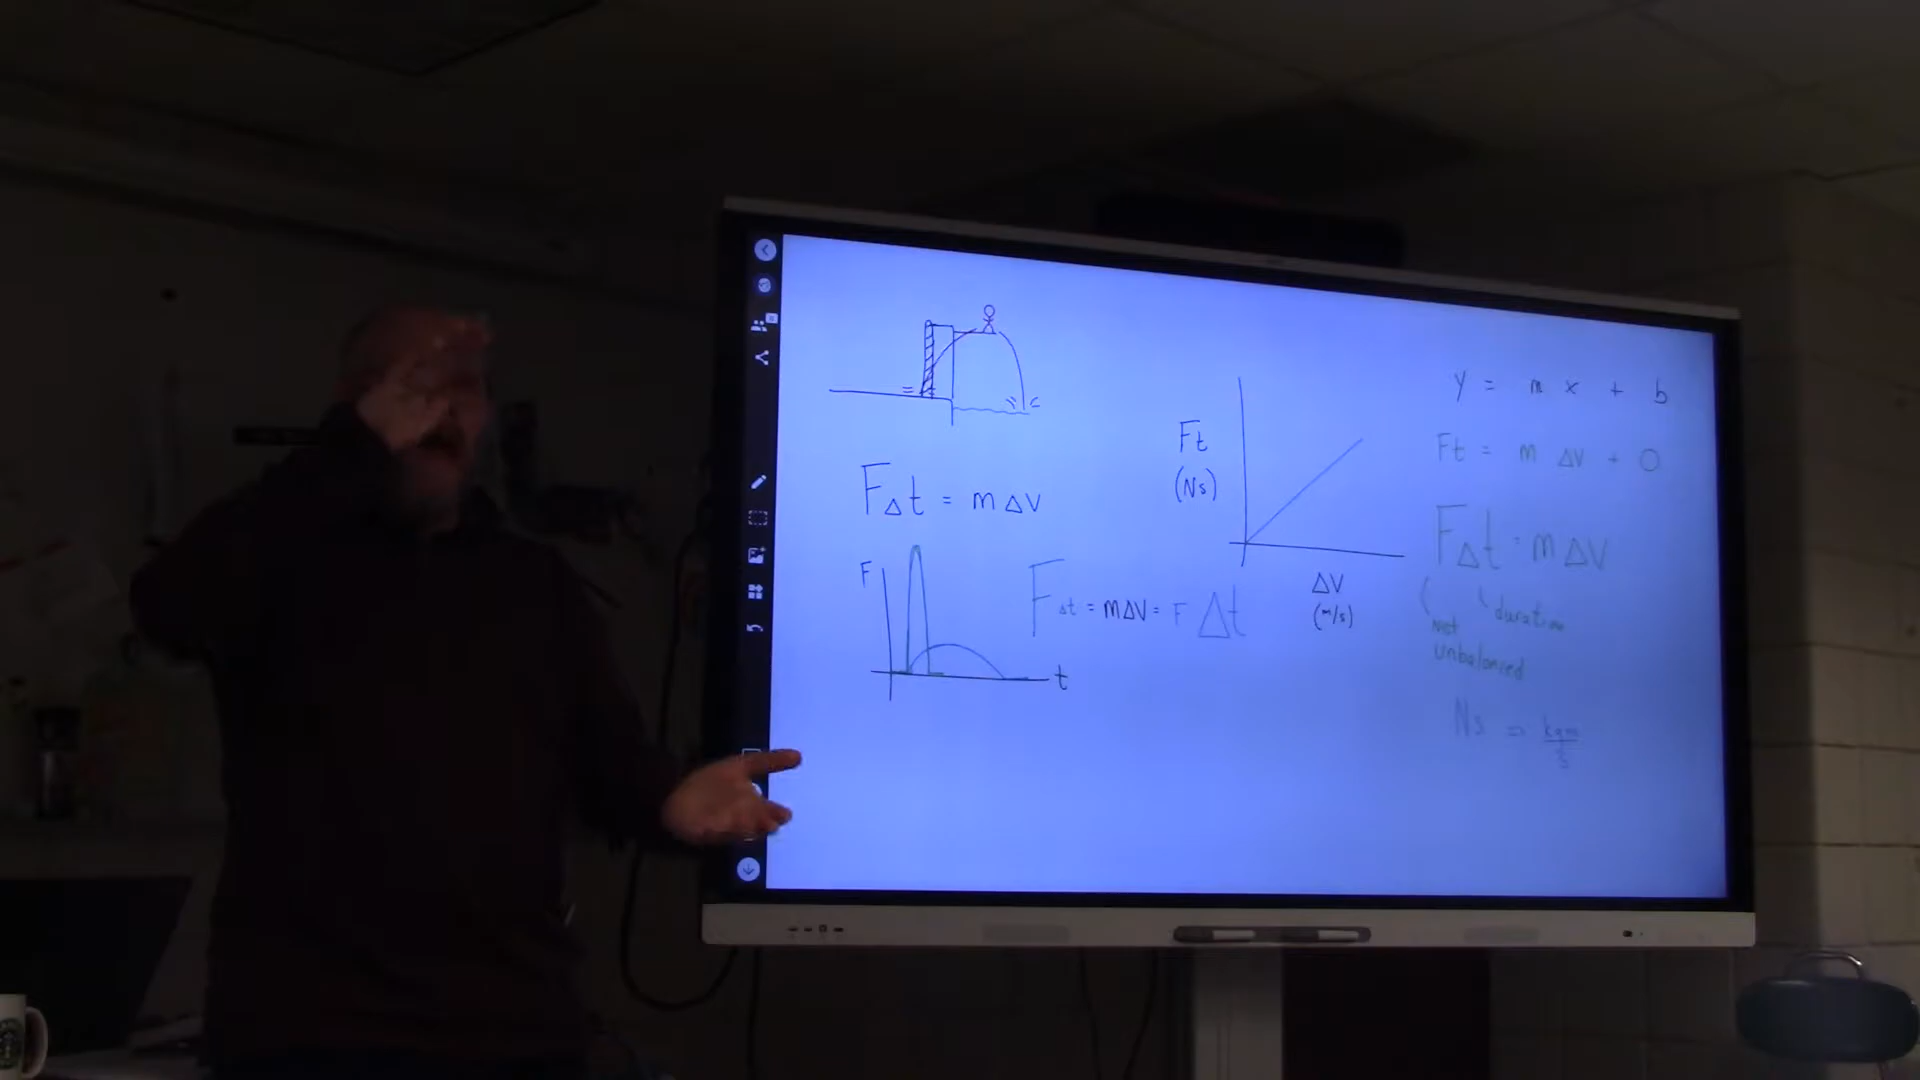 F△t = m△v
F
t
F△t = m△v = F△t
Ft
(Ns)
△v
(m/s)
y = m x + b
Ft = m △v + 0
F△t = m△v
duration
net
unbalanced
Ns = kgm/s